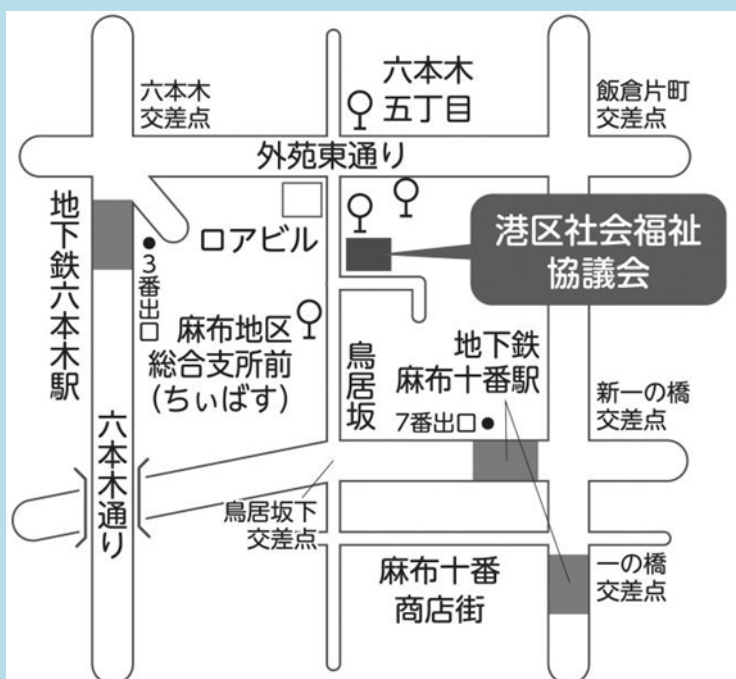 六本木
交差点
六本木
五丁目
飯倉片町
交差点
外苑東通り
地下鉄六本木駅
●3番出口
ロアビル
港区社会福祉
協議会
麻布地区
総合支所前
(ちぃばす)
鳥居坂
地下鉄
麻布十番駅
7番出口●
新一の橋
交差点
六本木通り
鳥居坂下
交差点
麻布十番
商店街
一の橋
交差点